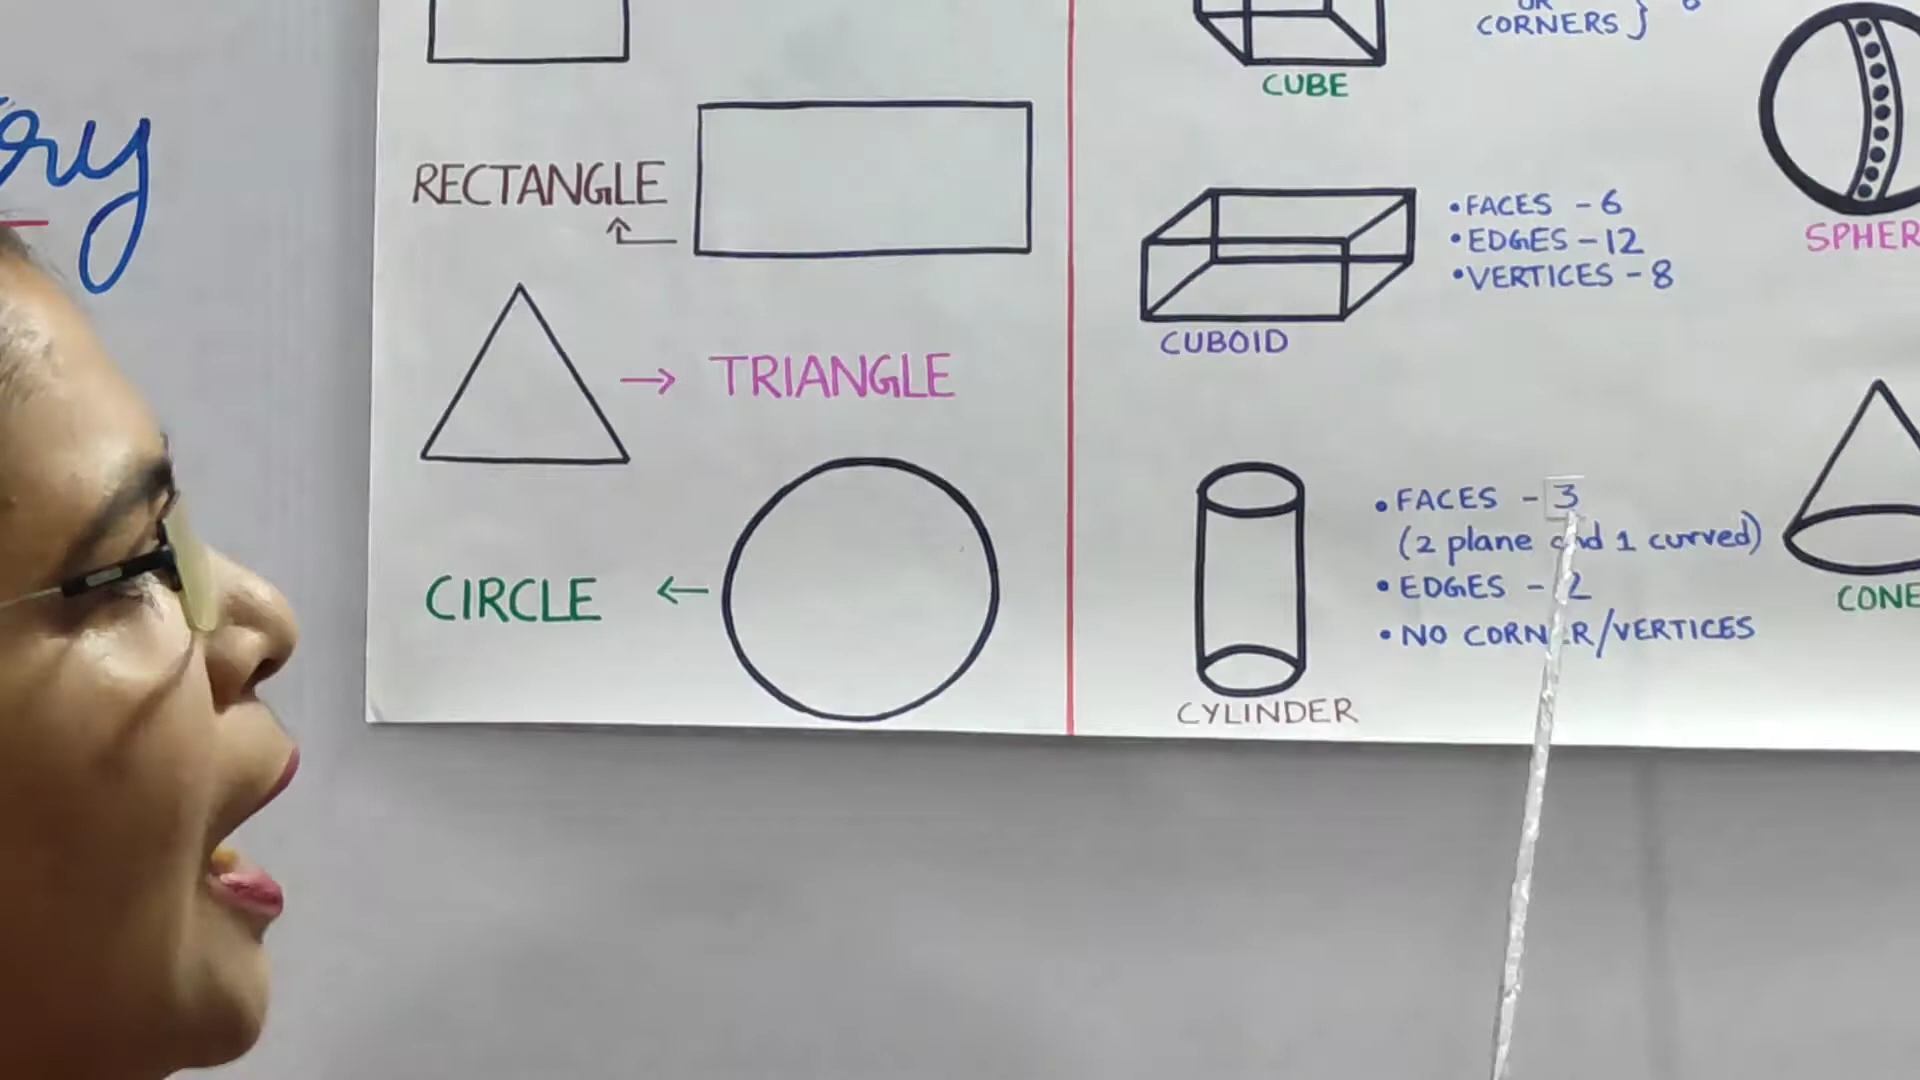 RECTANGLE
TRIANGLE
CIRCLE
CORNERS }
CUBE
• FACES - 6
• EDGES - 12
• VERTICES - 8
CUBOID
• FACES - 3
(2 plane and 1 curved)
• EDGES - 2
• NO CORNER/VERTICES
CYLINDER
SPHER
CONE